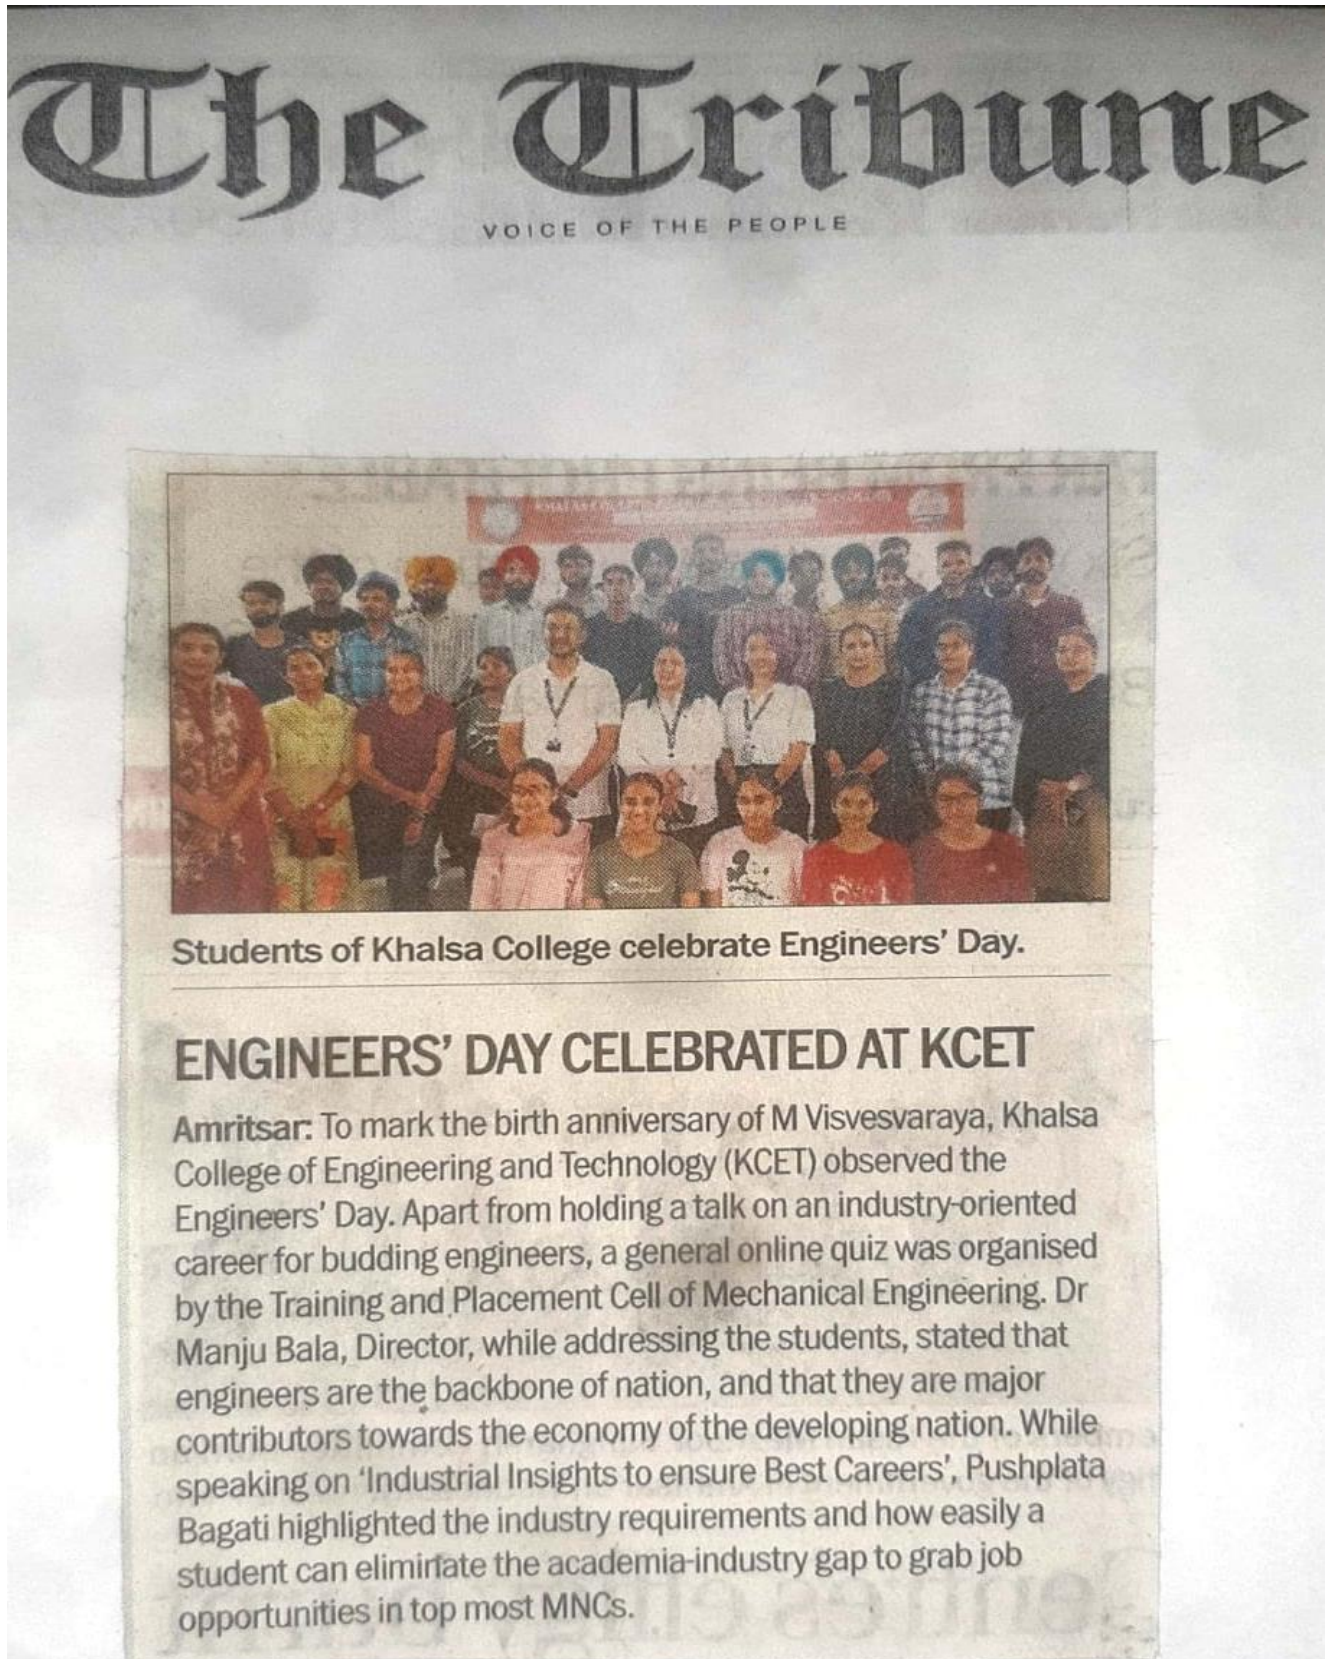 The Tribune
VOICE OF THE PEOPLE
Students of Khalsa College celebrate Engineers' Day.
ENGINEERS' DAY CELEBRATED AT KCET
Amritsar: To mark the birth anniversary of M Visvesvaraya, Khalsa
College of Engineering and Technology (KCET) observed the
Engineers' Day. Apart from holding a talk on an industry-oriented
career for budding engineers, a general online quiz was organised
by the Training and Placement Cell of Mechanical Engineering. Dr
Manju Bala, Director, while addressing the students, stated that
engineers are the backbone of nation, and that they are major
contributors towards the economy of the developing nation. While
speaking on 'Industrial Insights to ensure Best Careers', Pushplata
Bagati highlighted the industry requirements and how easily a
student can eliminate the academia-industry gap to grab job
opportunities in top most MNCs.